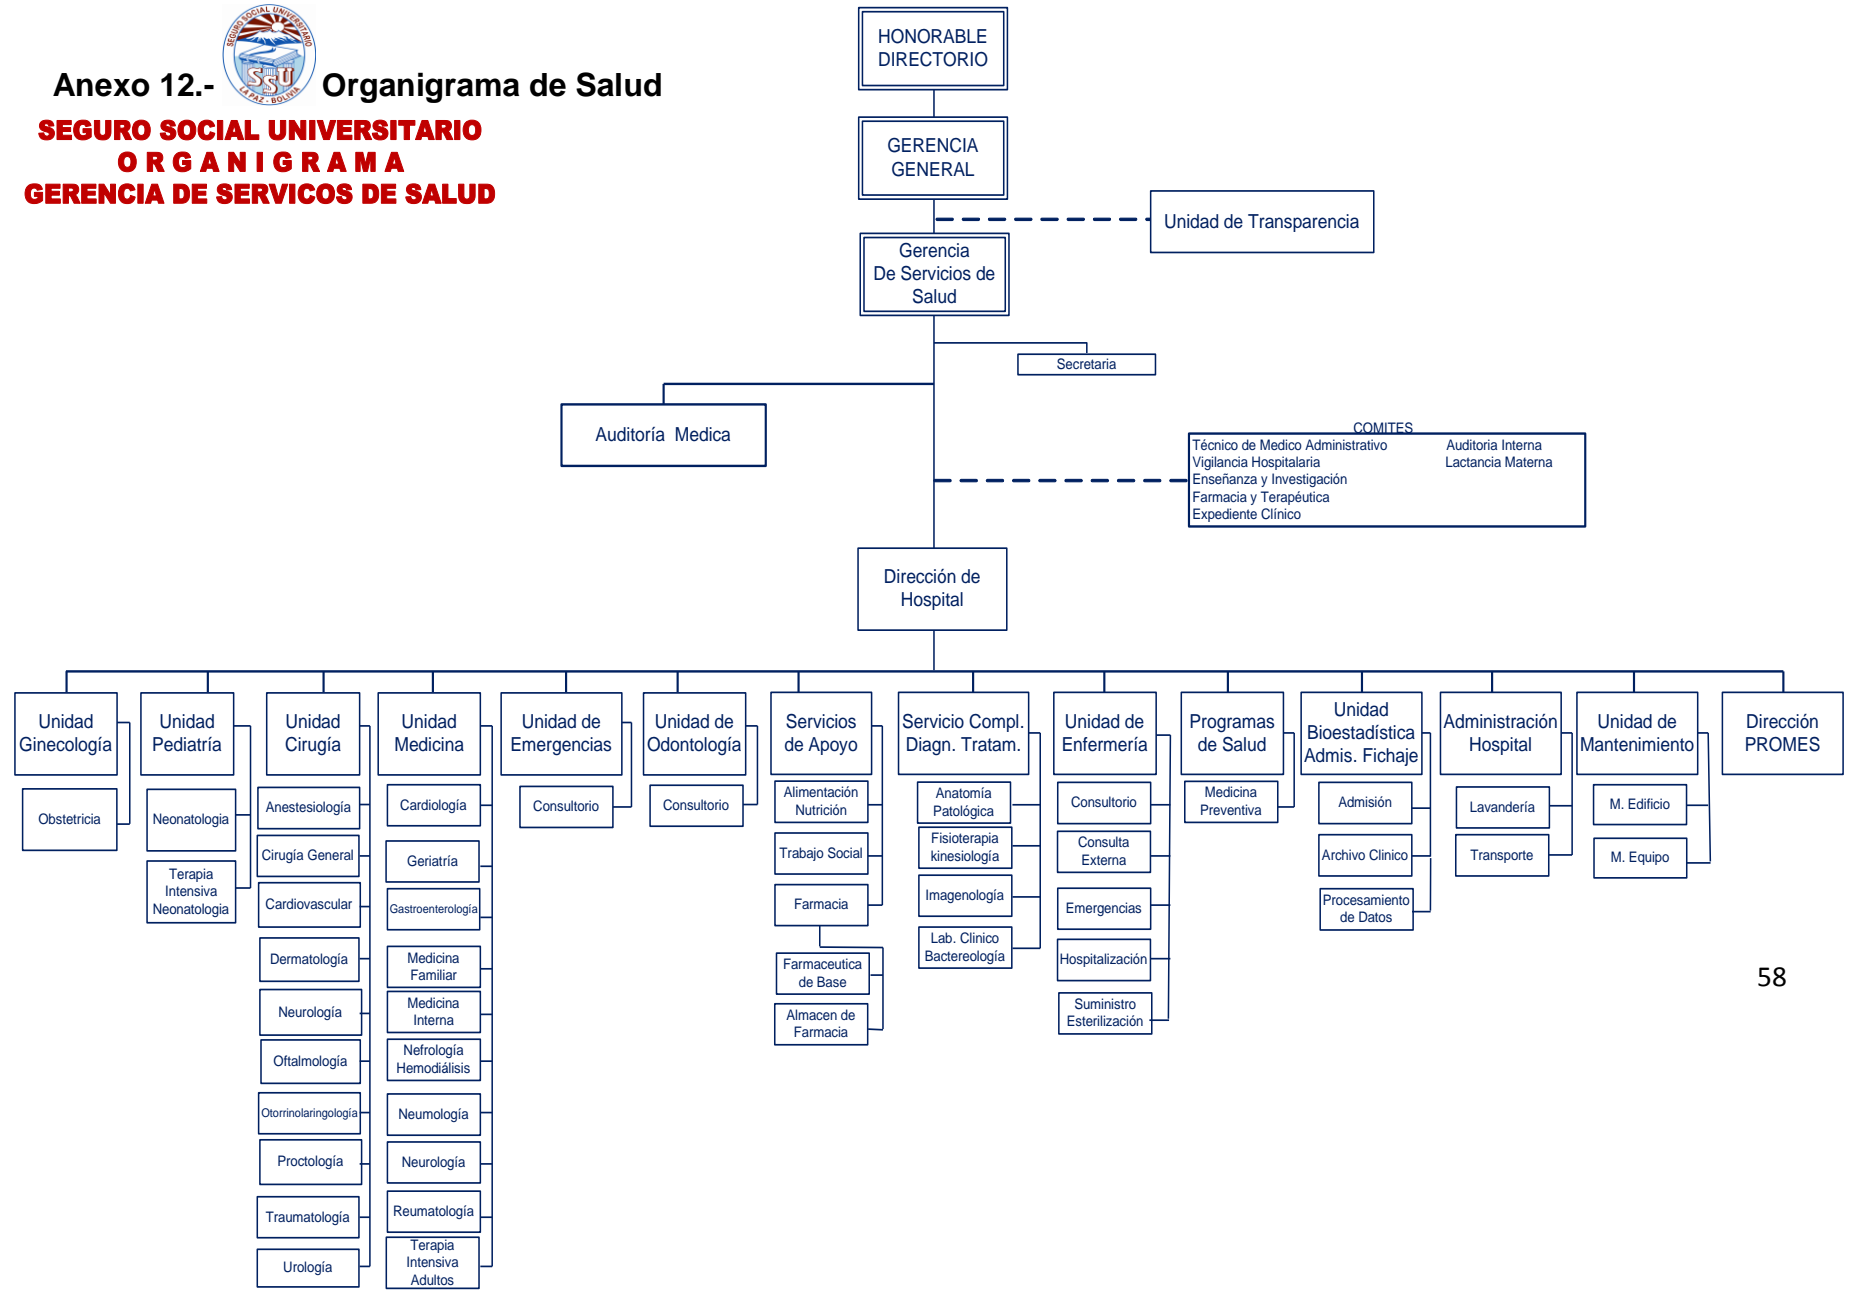 SEGURO SOCIAL UNIVERSITARIO
SSU
LA PAZ - BOLIVIA
Anexo 12.- Organigrama de Salud
SEGURO SOCIAL UNIVERSITARIO
O R G A N I G R A M A
GERENCIA DE SERVICOS DE SALUD
HONORABLE
DIRECTORIO
GERENCIA
GENERAL
Unidad de Transparencia
Gerencia
De Servicios de
Salud
Secretaria
Auditoría Medica
COMITES
Técnico de Medico Administrativo
Vigilancia Hospitalaria
Enseñanza y Investigación
Farmacia y Terapéutica
Expediente Clínico
Auditoria Interna
Lactancia Materna
Dirección de
Hospital
Unidad
Ginecología
Obstetricia
Unidad
Pediatría
Neonatologia
Terapia
Intensiva
Neonatologia
Unidad
Cirugía
Anestesiología
Cirugía General
Cardiovascular
Dermatología
Neurología
Oftalmología
Otorrinolaringología
Proctología
Traumatología
Urología
Unidad
Medicina
Cardiología
Geriatría
Gastroenterología
Medicina
Familiar
Medicina
Interna
Nefrología
Hemodiálisis
Neumología
Neurología
Reumatología
Terapia
Intensiva
Adultos
Unidad de
Emergencias
Consultorio
Unidad de
Odontología
Consultorio
Servicios
de Apoyo
Alimentación
Nutrición
Trabajo Social
Farmacia
Farmaceutica
de Base
Almacen de
Farmacia
Servicio Compl.
Diagn. Tratam.
Anatomía
Patológica
Fisioterapia
kinesiología
Imagenología
Lab. Clinico
Bactereología
Unidad de
Enfermería
Consultorio
Consulta
Externa
Emergencias
Hospitalización
Suministro
Esterilización
Programas
de Salud
Medicina
Preventiva
Unidad
Bioestadística
Admis. Fichaje
Admisión
Archivo Clinico
Procesamiento
de Datos
Administración
Hospital
Lavandería
Transporte
Unidad de
Mantenimiento
M. Edificio
M. Equipo
Dirección
PROMES
58